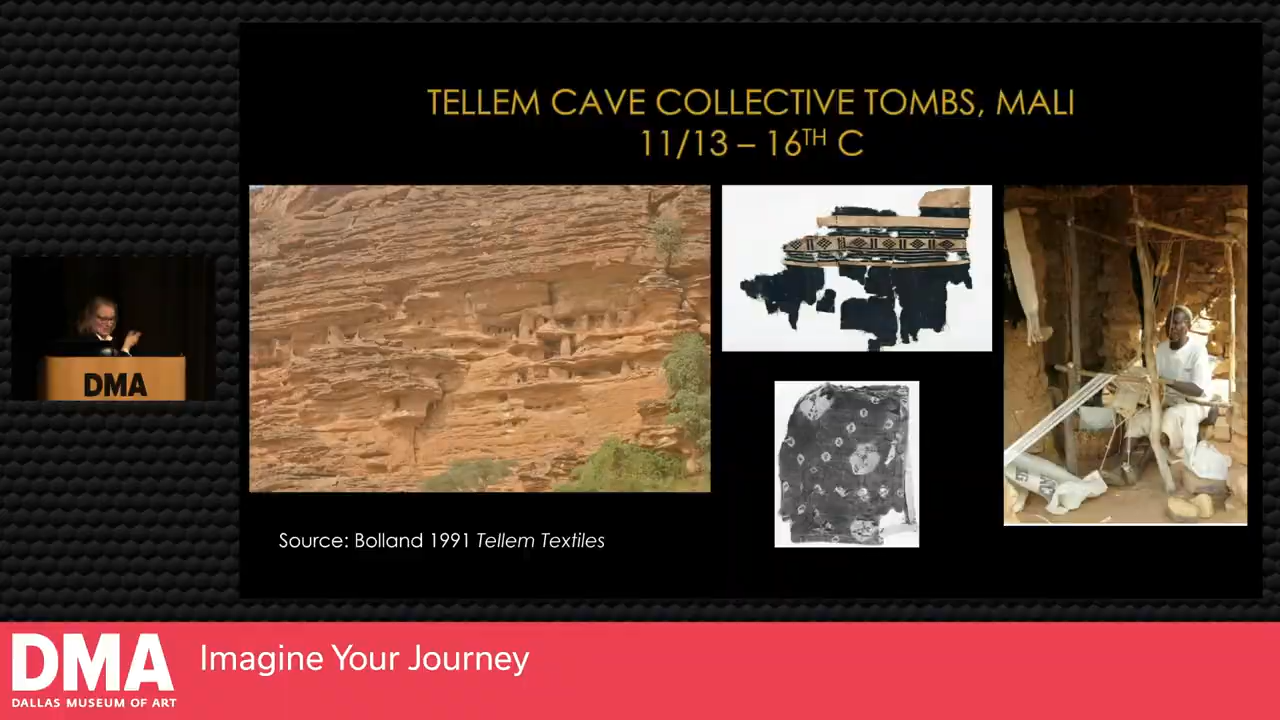 TELLEM CAVE COLLECTIVE TOMBS, MALI
11/13 – 16TH C
Source: Bolland 1991 Tellem Textiles
DMA
DMA
DALLAS MUSEUM OF ART
Imagine Your Journey